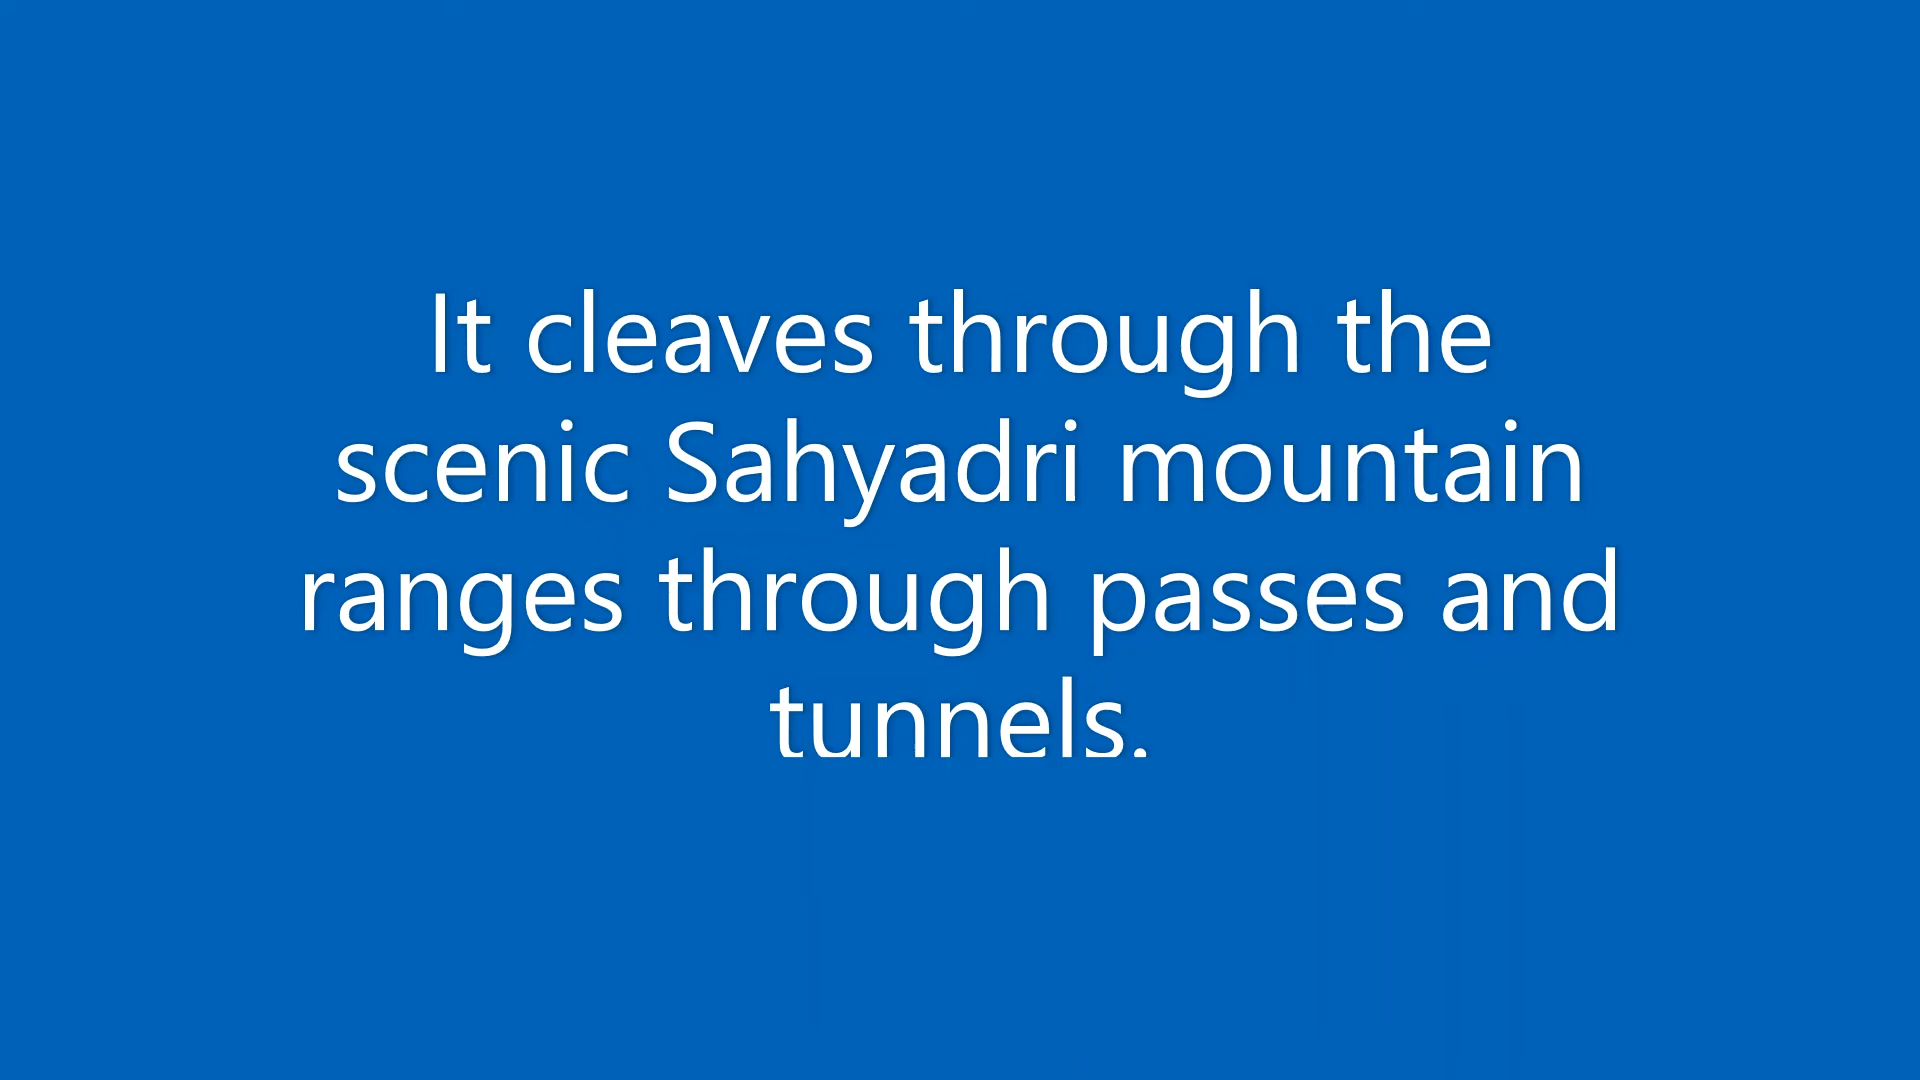 It cleaves through the
scenic Sahyadri mountain
ranges through passes and
tunnels.